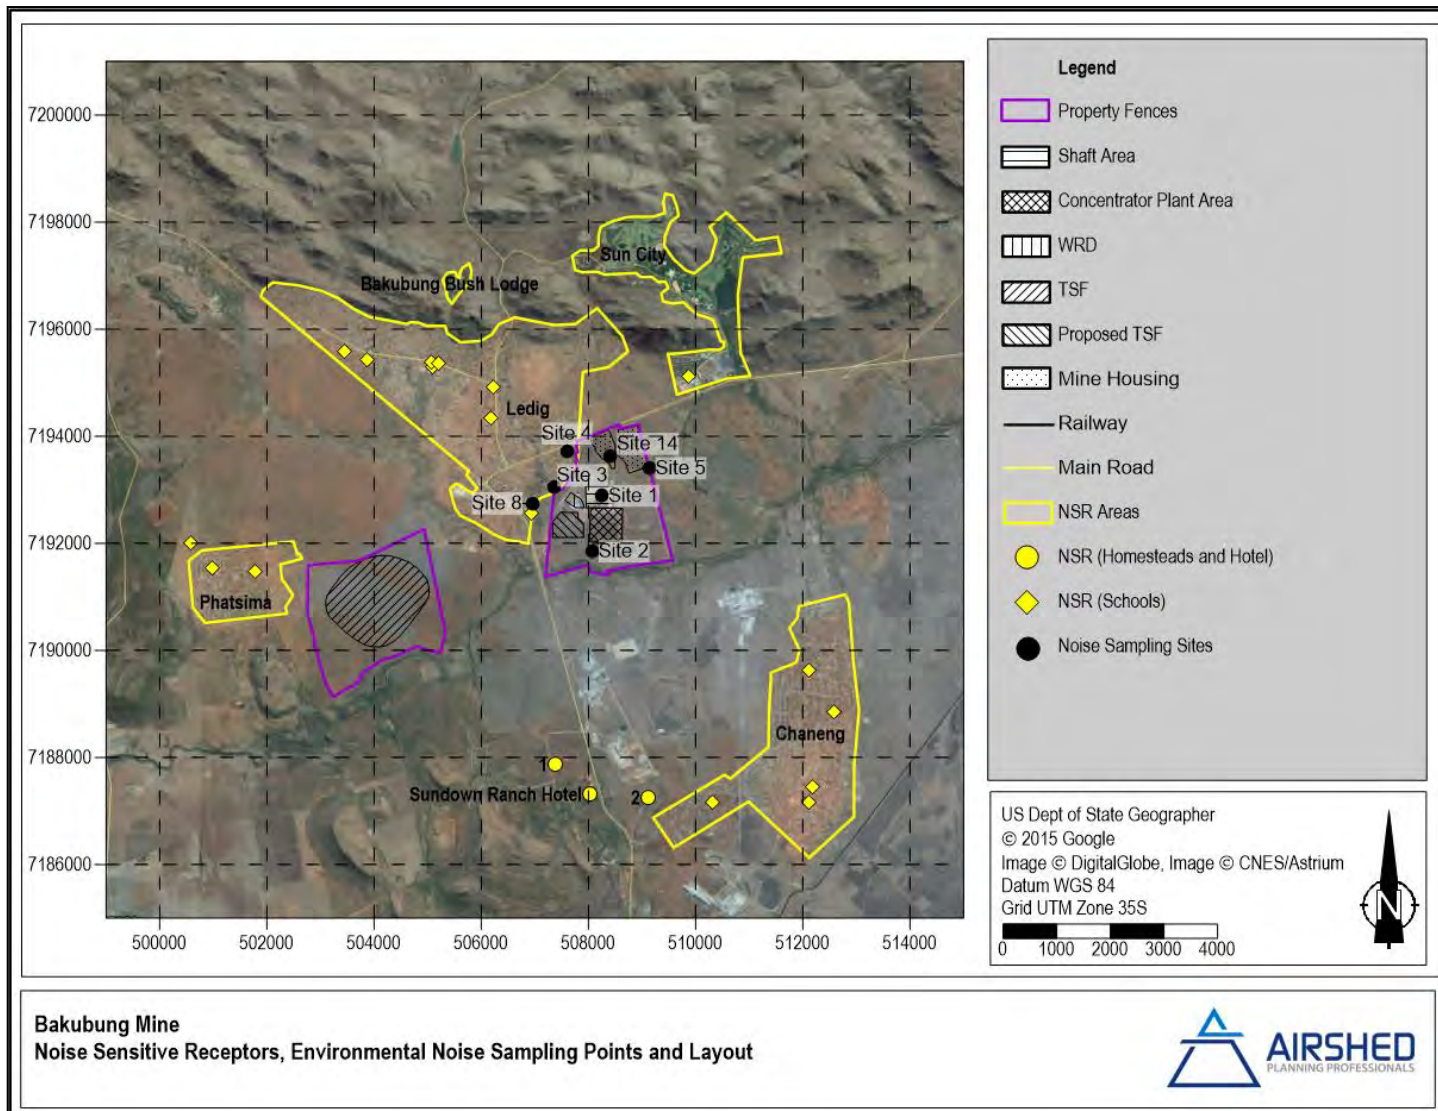 7200000
7198000
7196000
7194000
7192000
7190000
7188000
7186000
500000
502000
504000
506000
508000
510000
512000
514000
Sun City
Bakubung Bush Lodge
Ledig
Site 4
Site 14
Site 5
Site 3
Site 1
Site 8
Site 2
Phatsima
Chaneng
1
Sundown Ranch Hotel
2
Legend
Property Fences
Shaft Area
Concentrator Plant Area
WRD
TSF
Proposed TSF
Mine Housing
Railway
Main Road
NSR Areas
NSR (Homesteads and Hotel)
NSR (Schools)
Noise Sampling Sites
US Dept of State Geographer
© 2015 Google
Image © DigitalGlobe, Image © CNES/Astrium
Datum WGS 84
Grid UTM Zone 35S
0 1000 2000 3000 4000
N
Bakubung Mine
Noise Sensitive Receptors, Environmental Noise Sampling Points and Layout
AIRSHED
PLANNING PROFESSIONALS